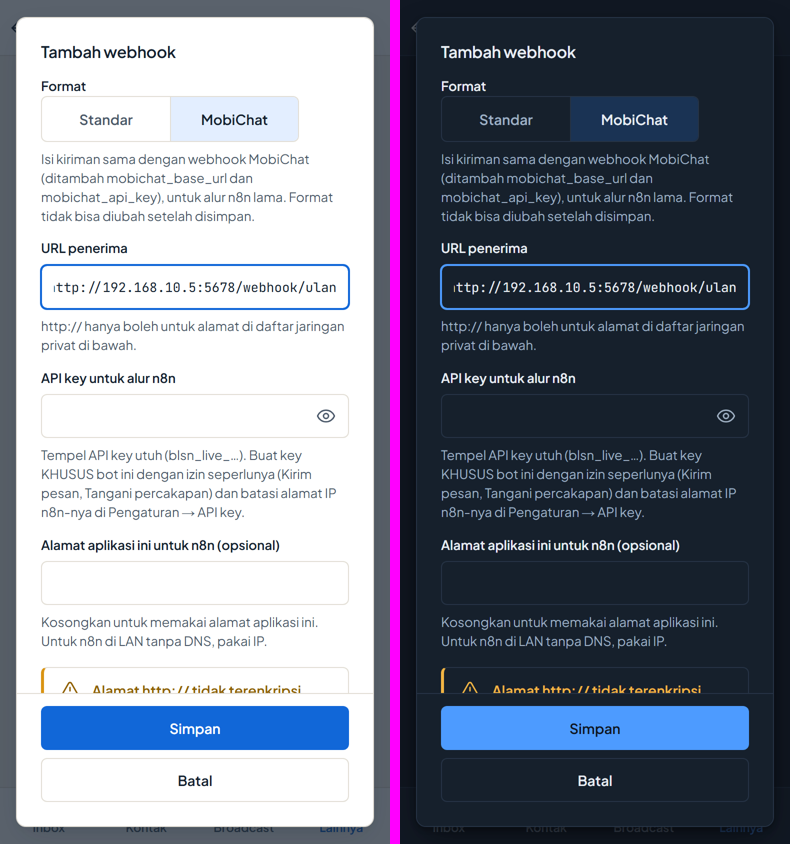 Tambah webhook
Format
Standar
MobiChat
Isi kiriman sama dengan webhook MobiChat
(ditambah mobichat_base_url dan
mobichat_api_key), untuk alur n8n lama. Format
tidak bisa diubah setelah disimpan.
URL penerima
ttp://192.168.10.5:5678/webhook/ulan
http:// hanya boleh untuk alamat di daftar jaringan
privat di bawah.
API key untuk alur n8n
Tempel API key utuh (blsn_live_…). Buat key
KHUSUS bot ini dengan izin seperlunya (Kirim
pesan, Tangani percakapan) dan batasi alamat IP
n8n-nya di Pengaturan → API key.
Alamat aplikasi ini untuk n8n (opsional)
Kosongkan untuk memakai alamat aplikasi ini.
Untuk n8n di LAN tanpa DNS, pakai IP.
Alamat http:// tidak terenkripsi
Simpan
Batal
Inbox
Kontak
Broadcast
Lainnya
Tambah webhook
Format
Standar
MobiChat
Isi kiriman sama dengan webhook MobiChat
(ditambah mobichat_base_url dan
mobichat_api_key), untuk alur n8n lama. Format
tidak bisa diubah setelah disimpan.
URL penerima
ttp://192.168.10.5:5678/webhook/ulan
http:// hanya boleh untuk alamat di daftar jaringan
privat di bawah.
API key untuk alur n8n
Tempel API key utuh (blsn_live_…). Buat key
KHUSUS bot ini dengan izin seperlunya (Kirim
pesan, Tangani percakapan) dan batasi alamat IP
n8n-nya di Pengaturan → API key.
Alamat aplikasi ini untuk n8n (opsional)
Kosongkan untuk memakai alamat aplikasi ini.
Untuk n8n di LAN tanpa DNS, pakai IP.
Alamat http:// tidak terenkripsi
Simpan
Batal
Inbox
Kontak
Broadcast
Lainnya